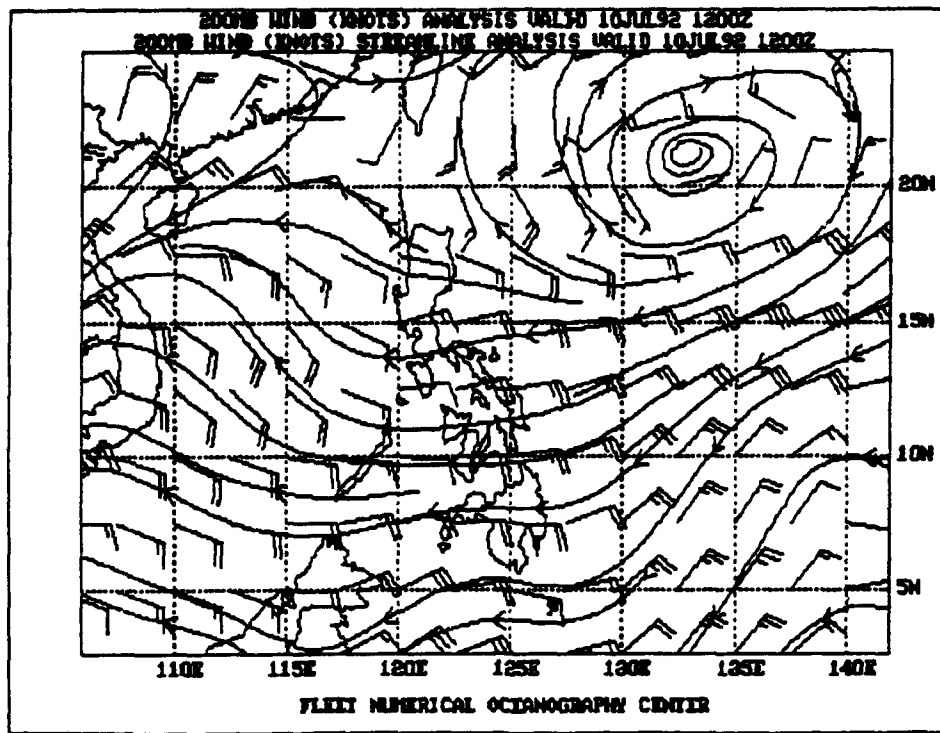 200MB WIND (KNOTS) ANALYSIS VALID 10JUL92 1200Z
200MB WIND (KNOTS) STREAMLINE ANALYSIS VALID 10JUL92 1200Z
20N
15N
10N
5N
110E 115E 120E 125E 130E 135E 140E
FLEET NUMERICAL OCEANOGRAPHY CENTER